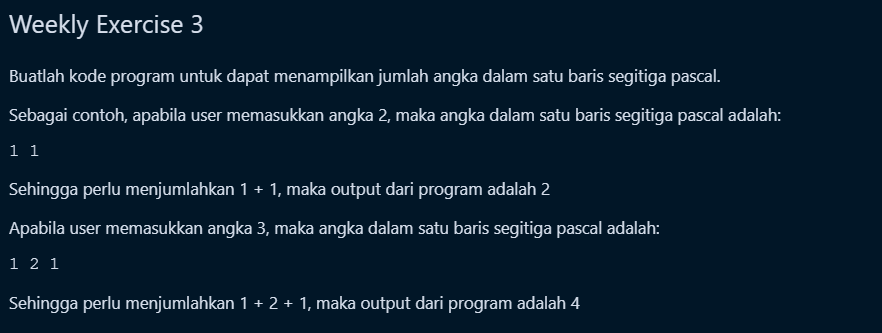 Weekly Exercise 3
Buatlah kode program untuk dapat menampilkan jumlah angka dalam satu baris segitiga pascal.
Sebagai contoh, apabila user memasukkan angka 2, maka angka dalam satu baris segitiga pascal adalah:
1 1
Sehingga perlu menjumlahkan 1 + 1, maka output dari program adalah 2
Apabila user memasukkan angka 3, maka angka dalam satu baris segitiga pascal adalah:
1 2 1
Sehingga perlu menjumlahkan 1 + 2 + 1, maka output dari program adalah 4